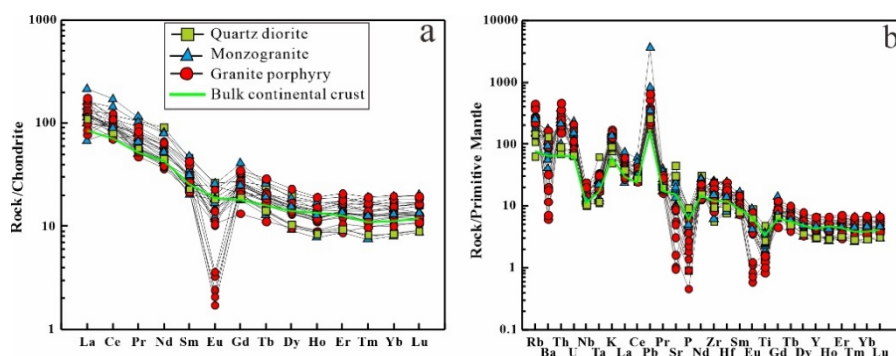 a
Quartz diorite
Monzogranite
Granite porphyry
Bulk continental crust
1000
100
10
1
Rock/Chondrite
La Ce Pr Nd Sm Eu Gd Tb Dy Ho Er Tm Yb Lu
b
10000
1000
100
10
1
0.1
Rock/Primitive Mantle
Rb Th Nb K Ce Pr P Zr Sm Ti Tb Y Er Yb
Ba U Ta La Pb Sr Nd Hf Eu Gd Dy Ho Tm Lu